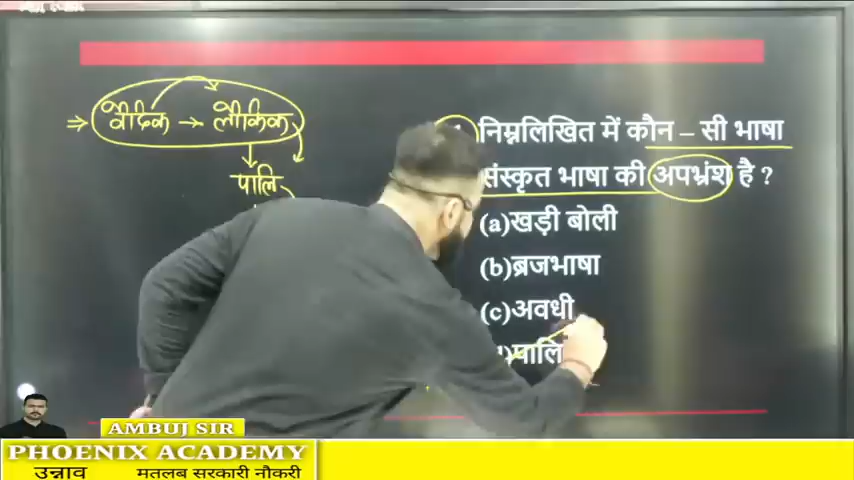 वैदिक → लौकिक
पालि
निम्नलिखित में कौन – सी भाषा
संस्कृत भाषा की अपभ्रंश है ?
(a)खड़ी बोली
(b)ब्रजभाषा
(c)अवधी
पालि
AMBUJ SIR
PHOENIX ACADEMY
उन्नाव मतलब सरकारी नौकरी